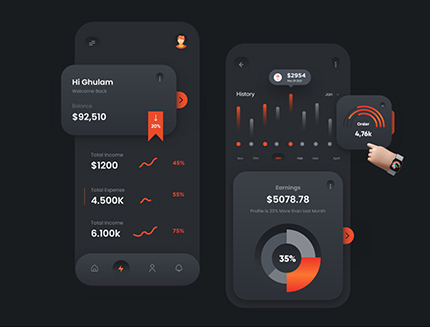 Hi Ghulam
Welcome Back
Balance
$92,510
20%
Total Income
$1200
45%
Total Expense
4.500K
55%
Total Income
6.100K
75%
$2954
History
Jan
Order
4,76k
April
Earnings
$5078.78
Profile is 32% More than last Month
35%